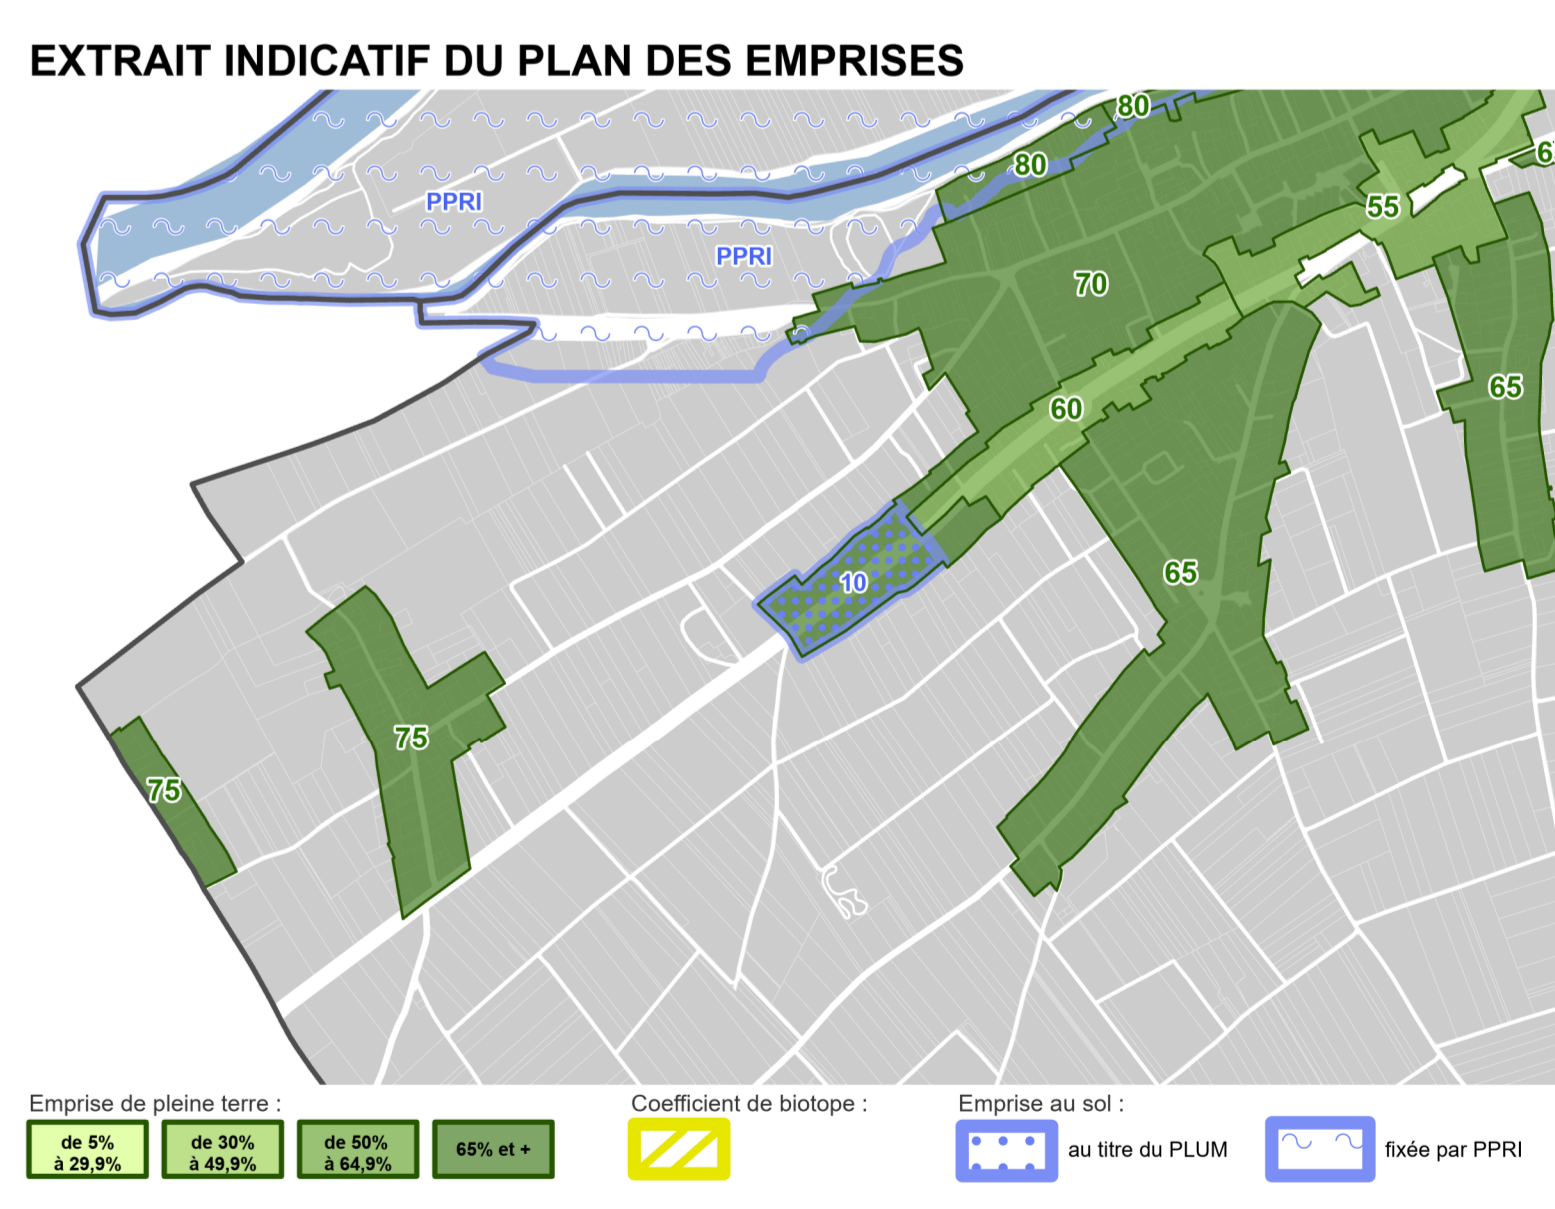 EXTRAIT INDICATIF DU PLAN DES EMPRISES
80
80
PPRI
55
PPRI
70
65
60
10
65
75
75
Emprise de pleine terre :
de 5%
à 29,9%
de 30%
à 49,9%
de 50%
à 64,9%
65% et +
Coefficient de biotope :
Emprise au sol :
au titre du PLUM
fixée par PPRI